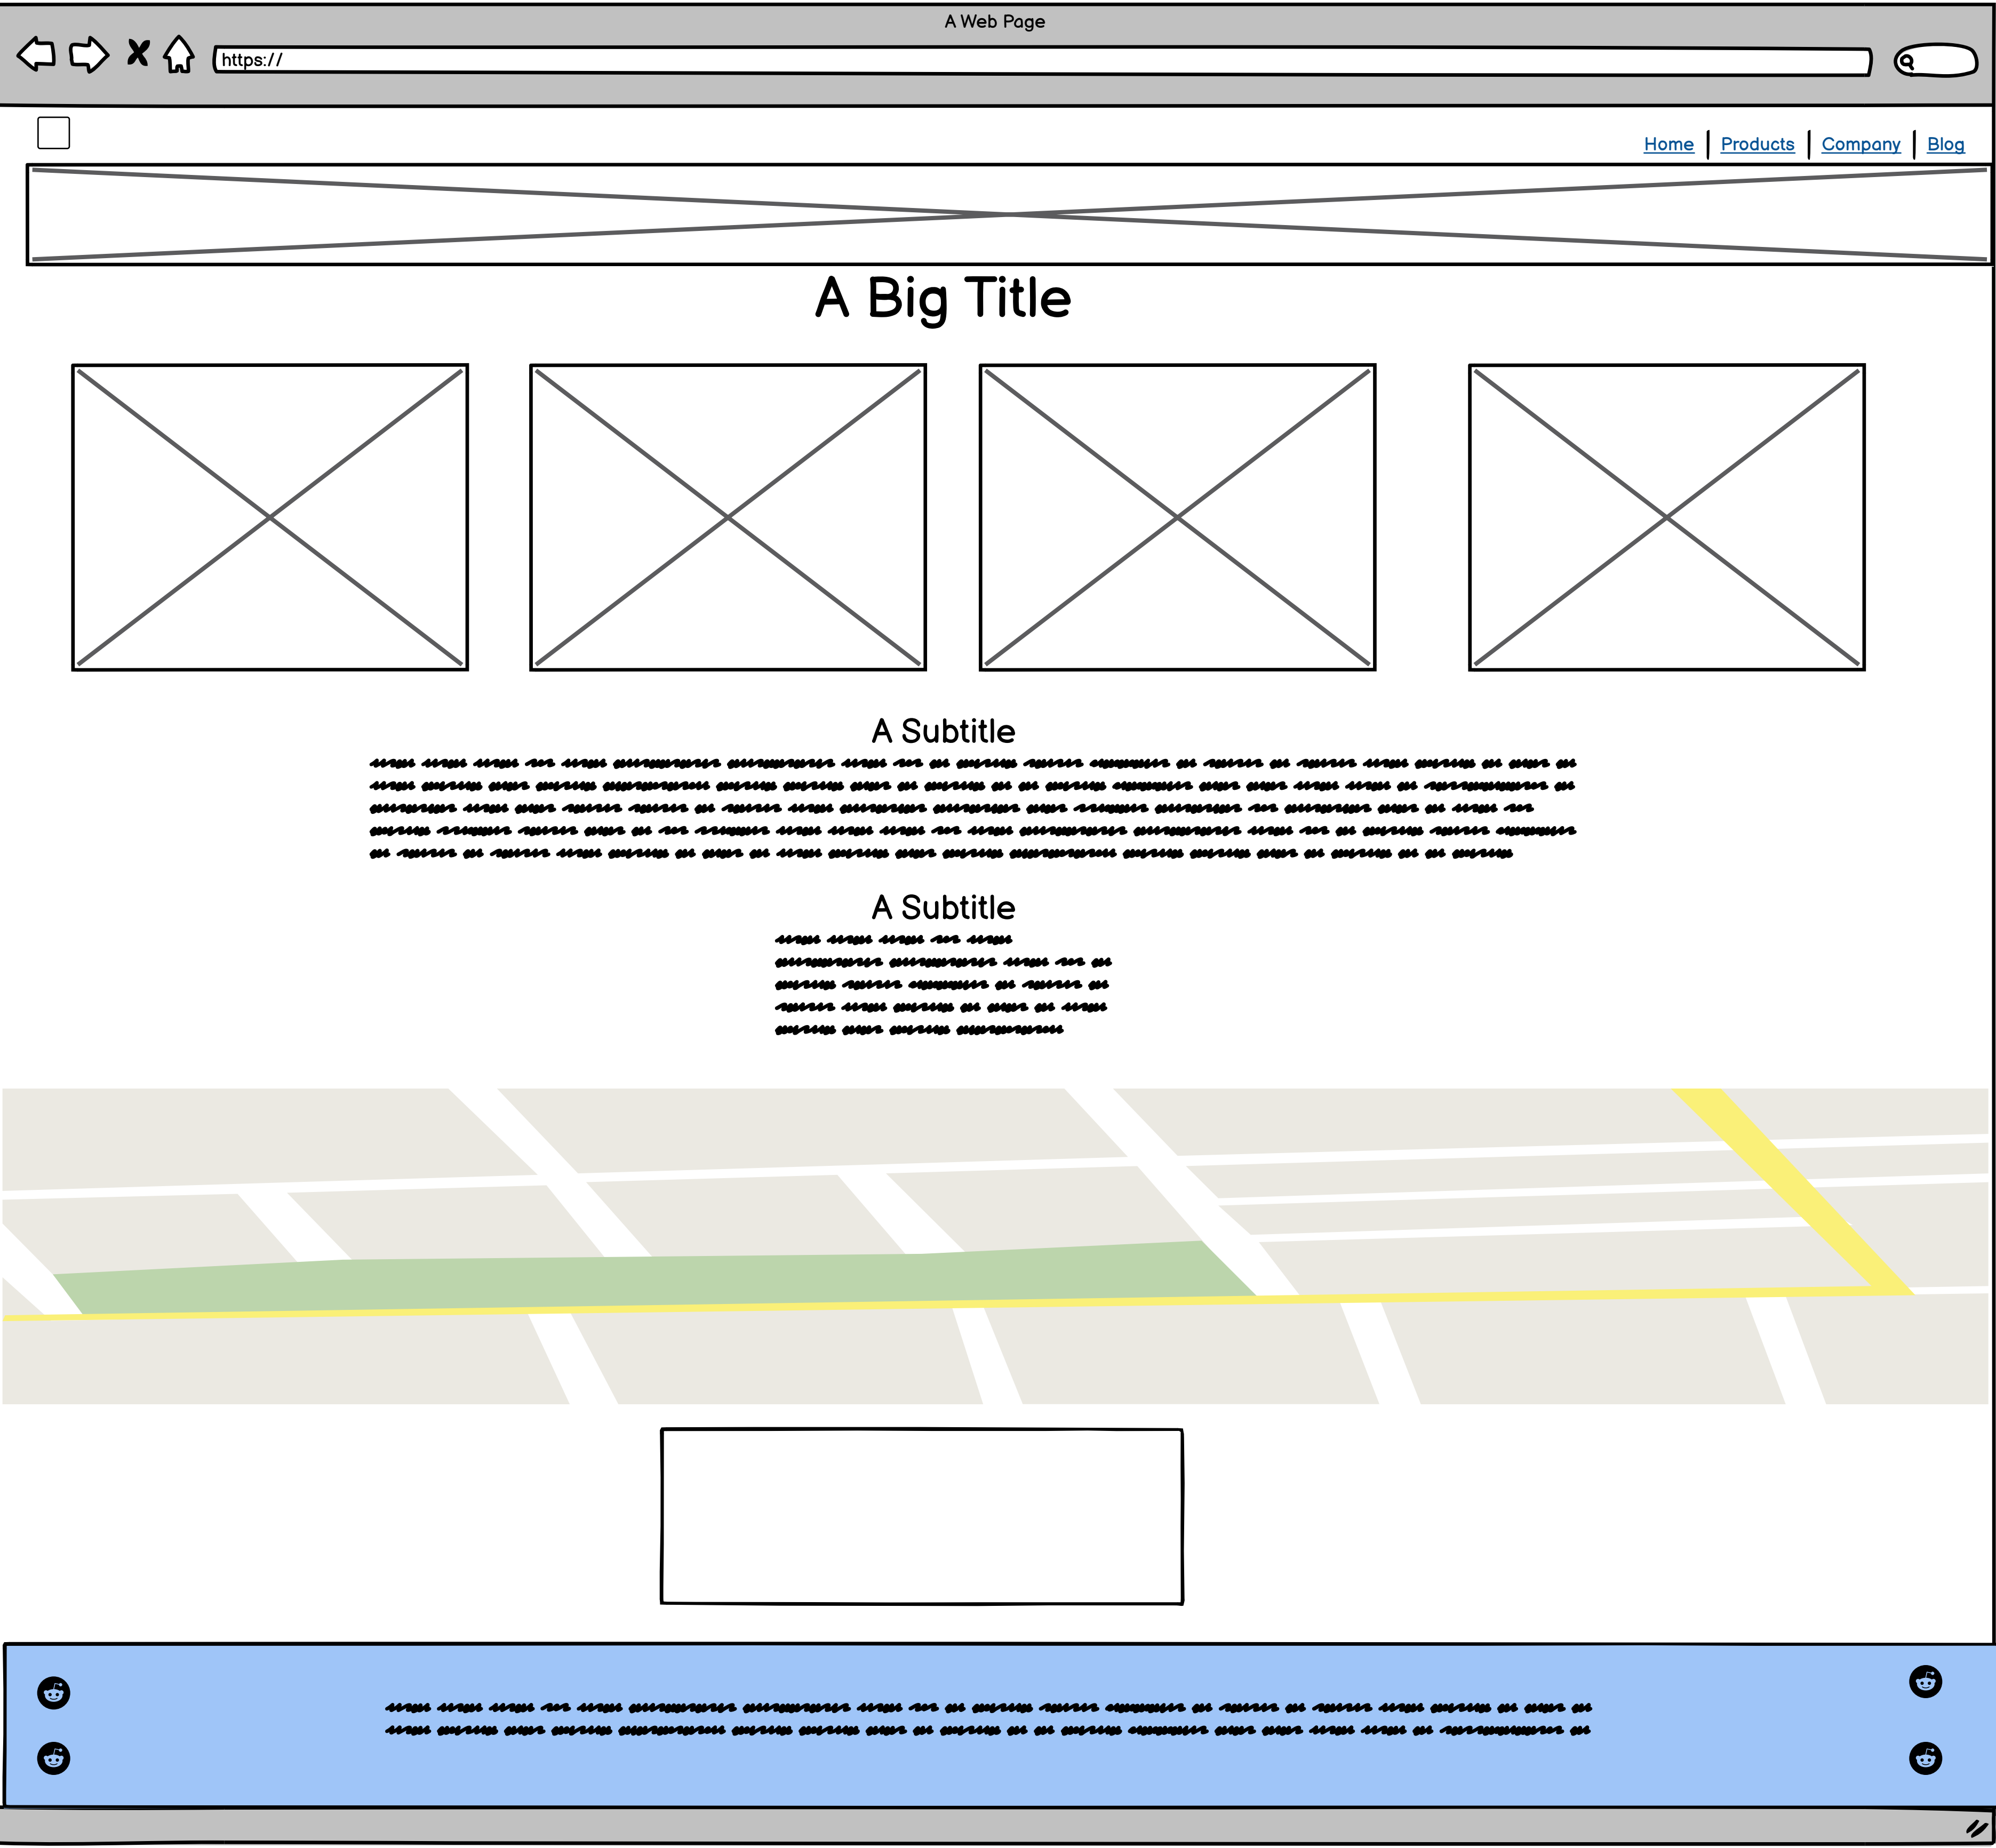 A Web Page
https://
Home Products Company Blog
A Big Title
A Subtitle
A Subtitle